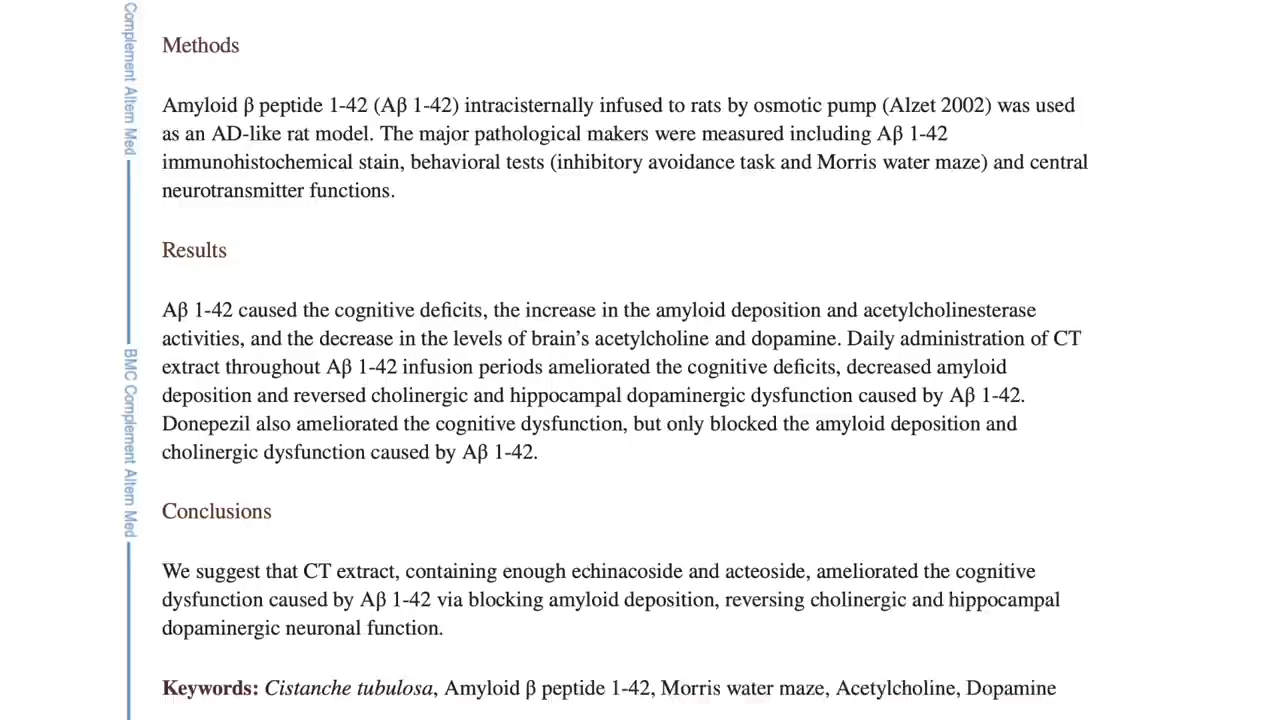 Complement Altern Med
BMC Complement Altern Med
Methods
Amyloid β peptide 1-42 (Aβ 1-42) intracisternally infused to rats by osmotic pump (Alzet 2002) was used
as an AD-like rat model. The major pathological makers were measured including Aβ 1-42
immunohistochemical stain, behavioral tests (inhibitory avoidance task and Morris water maze) and central
neurotransmitter functions.
Results
Aβ 1-42 caused the cognitive deficits, the increase in the amyloid deposition and acetylcholinesterase
activities, and the decrease in the levels of brain’s acetylcholine and dopamine. Daily administration of CT
extract throughout Aβ 1-42 infusion periods ameliorated the cognitive deficits, decreased amyloid
deposition and reversed cholinergic and hippocampal dopaminergic dysfunction caused by Aβ 1-42.
Donepezil also ameliorated the cognitive dysfunction, but only blocked the amyloid deposition and
cholinergic dysfunction caused by Aβ 1-42.
Conclusions
We suggest that CT extract, containing enough echinacoside and acteoside, ameliorated the cognitive
dysfunction caused by Aβ 1-42 via blocking amyloid deposition, reversing cholinergic and hippocampal
dopaminergic neuronal function.
Keywords: Cistanche tubulosa, Amyloid β peptide 1-42, Morris water maze, Acetylcholine, Dopamine